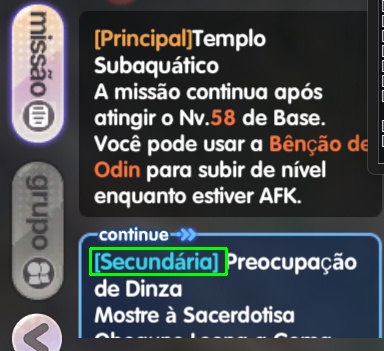 missão
[Principal]Templo
Subaquático
A missão continua após
atingir o Nv.58 de Base.
Você pode usar a Bênção de
Odin para subir de nível
enquanto estiver AFK.
grupo
continue
[Secundária] Preocupação
de Dinza
Mostre à Sacerdotisa